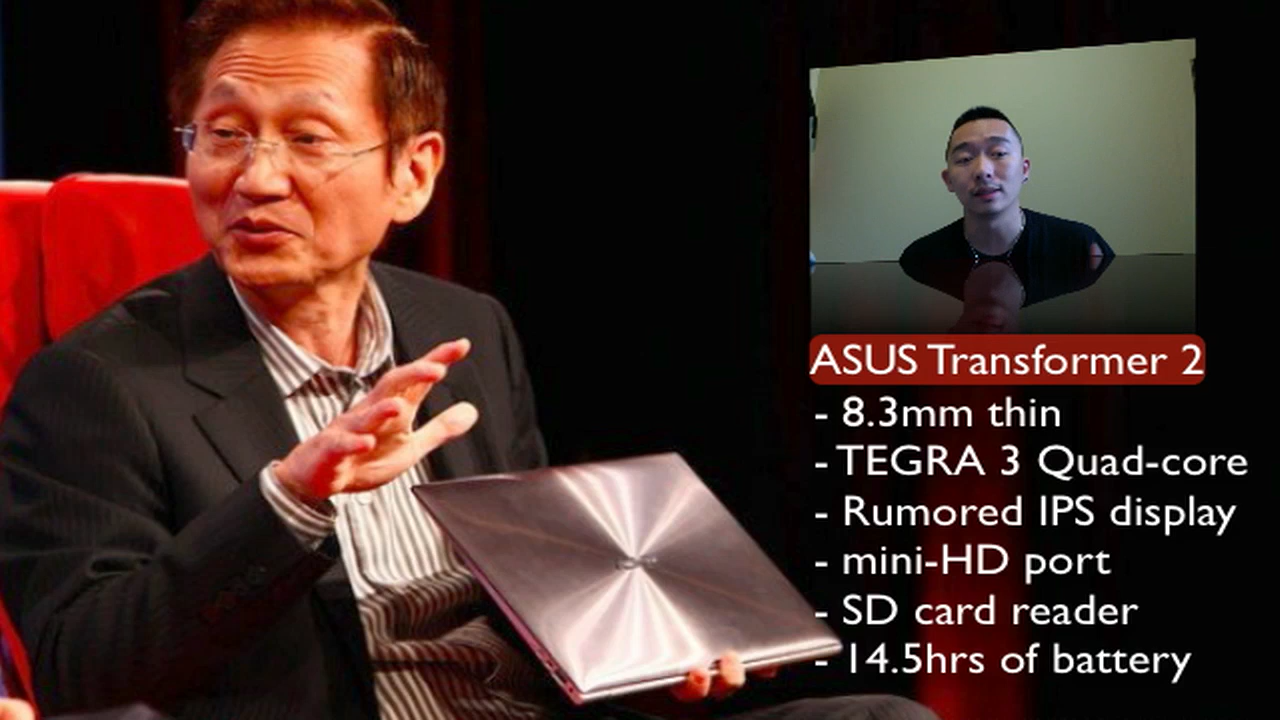 ASUS Transformer 2
- 8.3mm thin
- TEGRA 3 Quad-core
- Rumored IPS display
- mini-HD port
- SD card reader
- 14.5hrs of battery